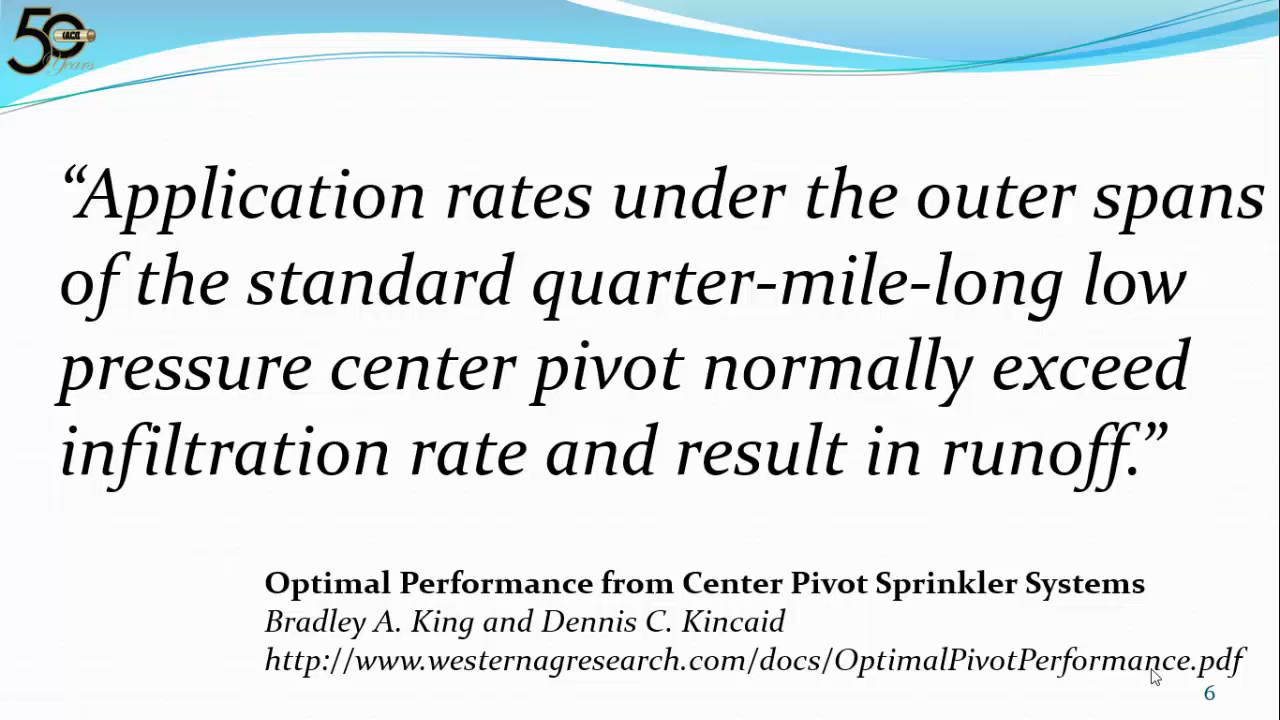 50
Years
“Application rates under the outer spans
of the standard quarter-mile-long low
pressure center pivot normally exceed
infiltration rate and result in runoff.”
Optimal Performance from Center Pivot Sprinkler Systems
Bradley A. King and Dennis C. Kincaid
http://www.westernagresearch.com/docs/OptimalPivotPerformance.pdf
6